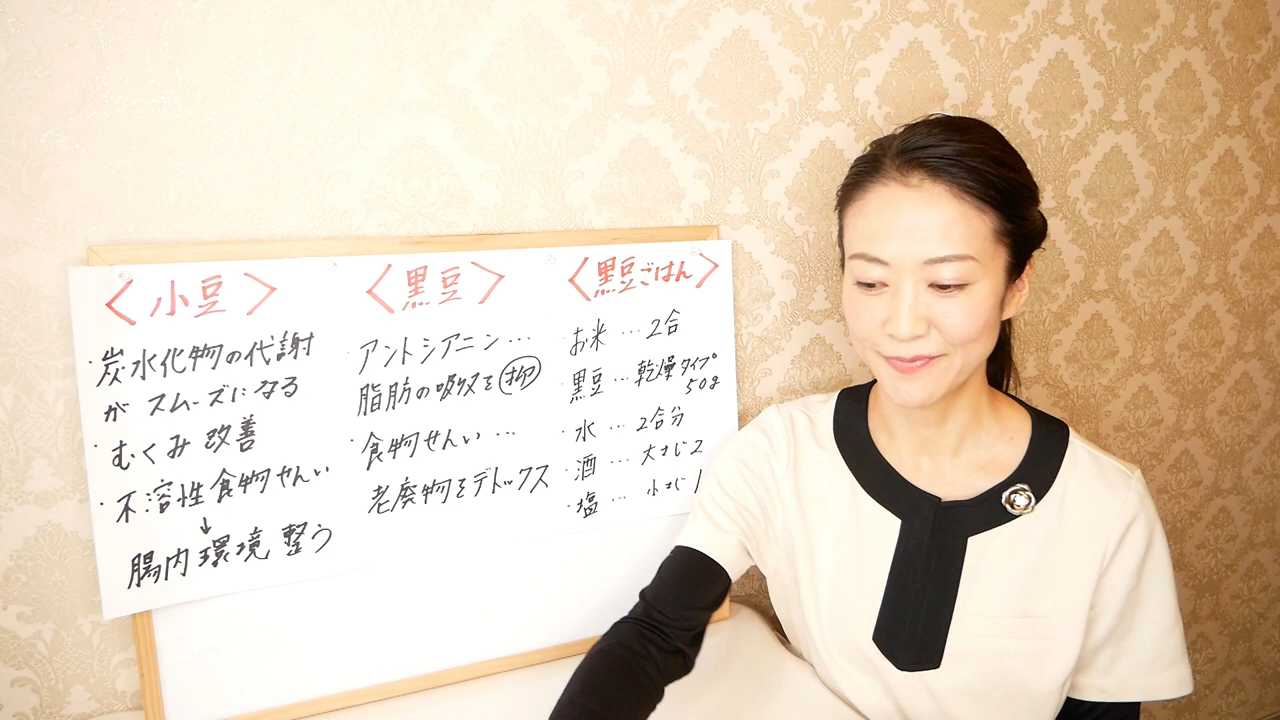 〈小豆〉
・炭水化物の代謝
がスムーズになる
・むくみ改善
・不溶性食物せんい
↓
腸内環境整う
〈黒豆〉
・アントシアニン…
脂肪の吸収を抑
・食物せんい…
老廃物をデトックス
〈黒豆ごはん〉
・お米…2合
・黒豆…乾燥タイプ
50g
・水…2合分
・酒…大さじ2
・塩…小さじ1